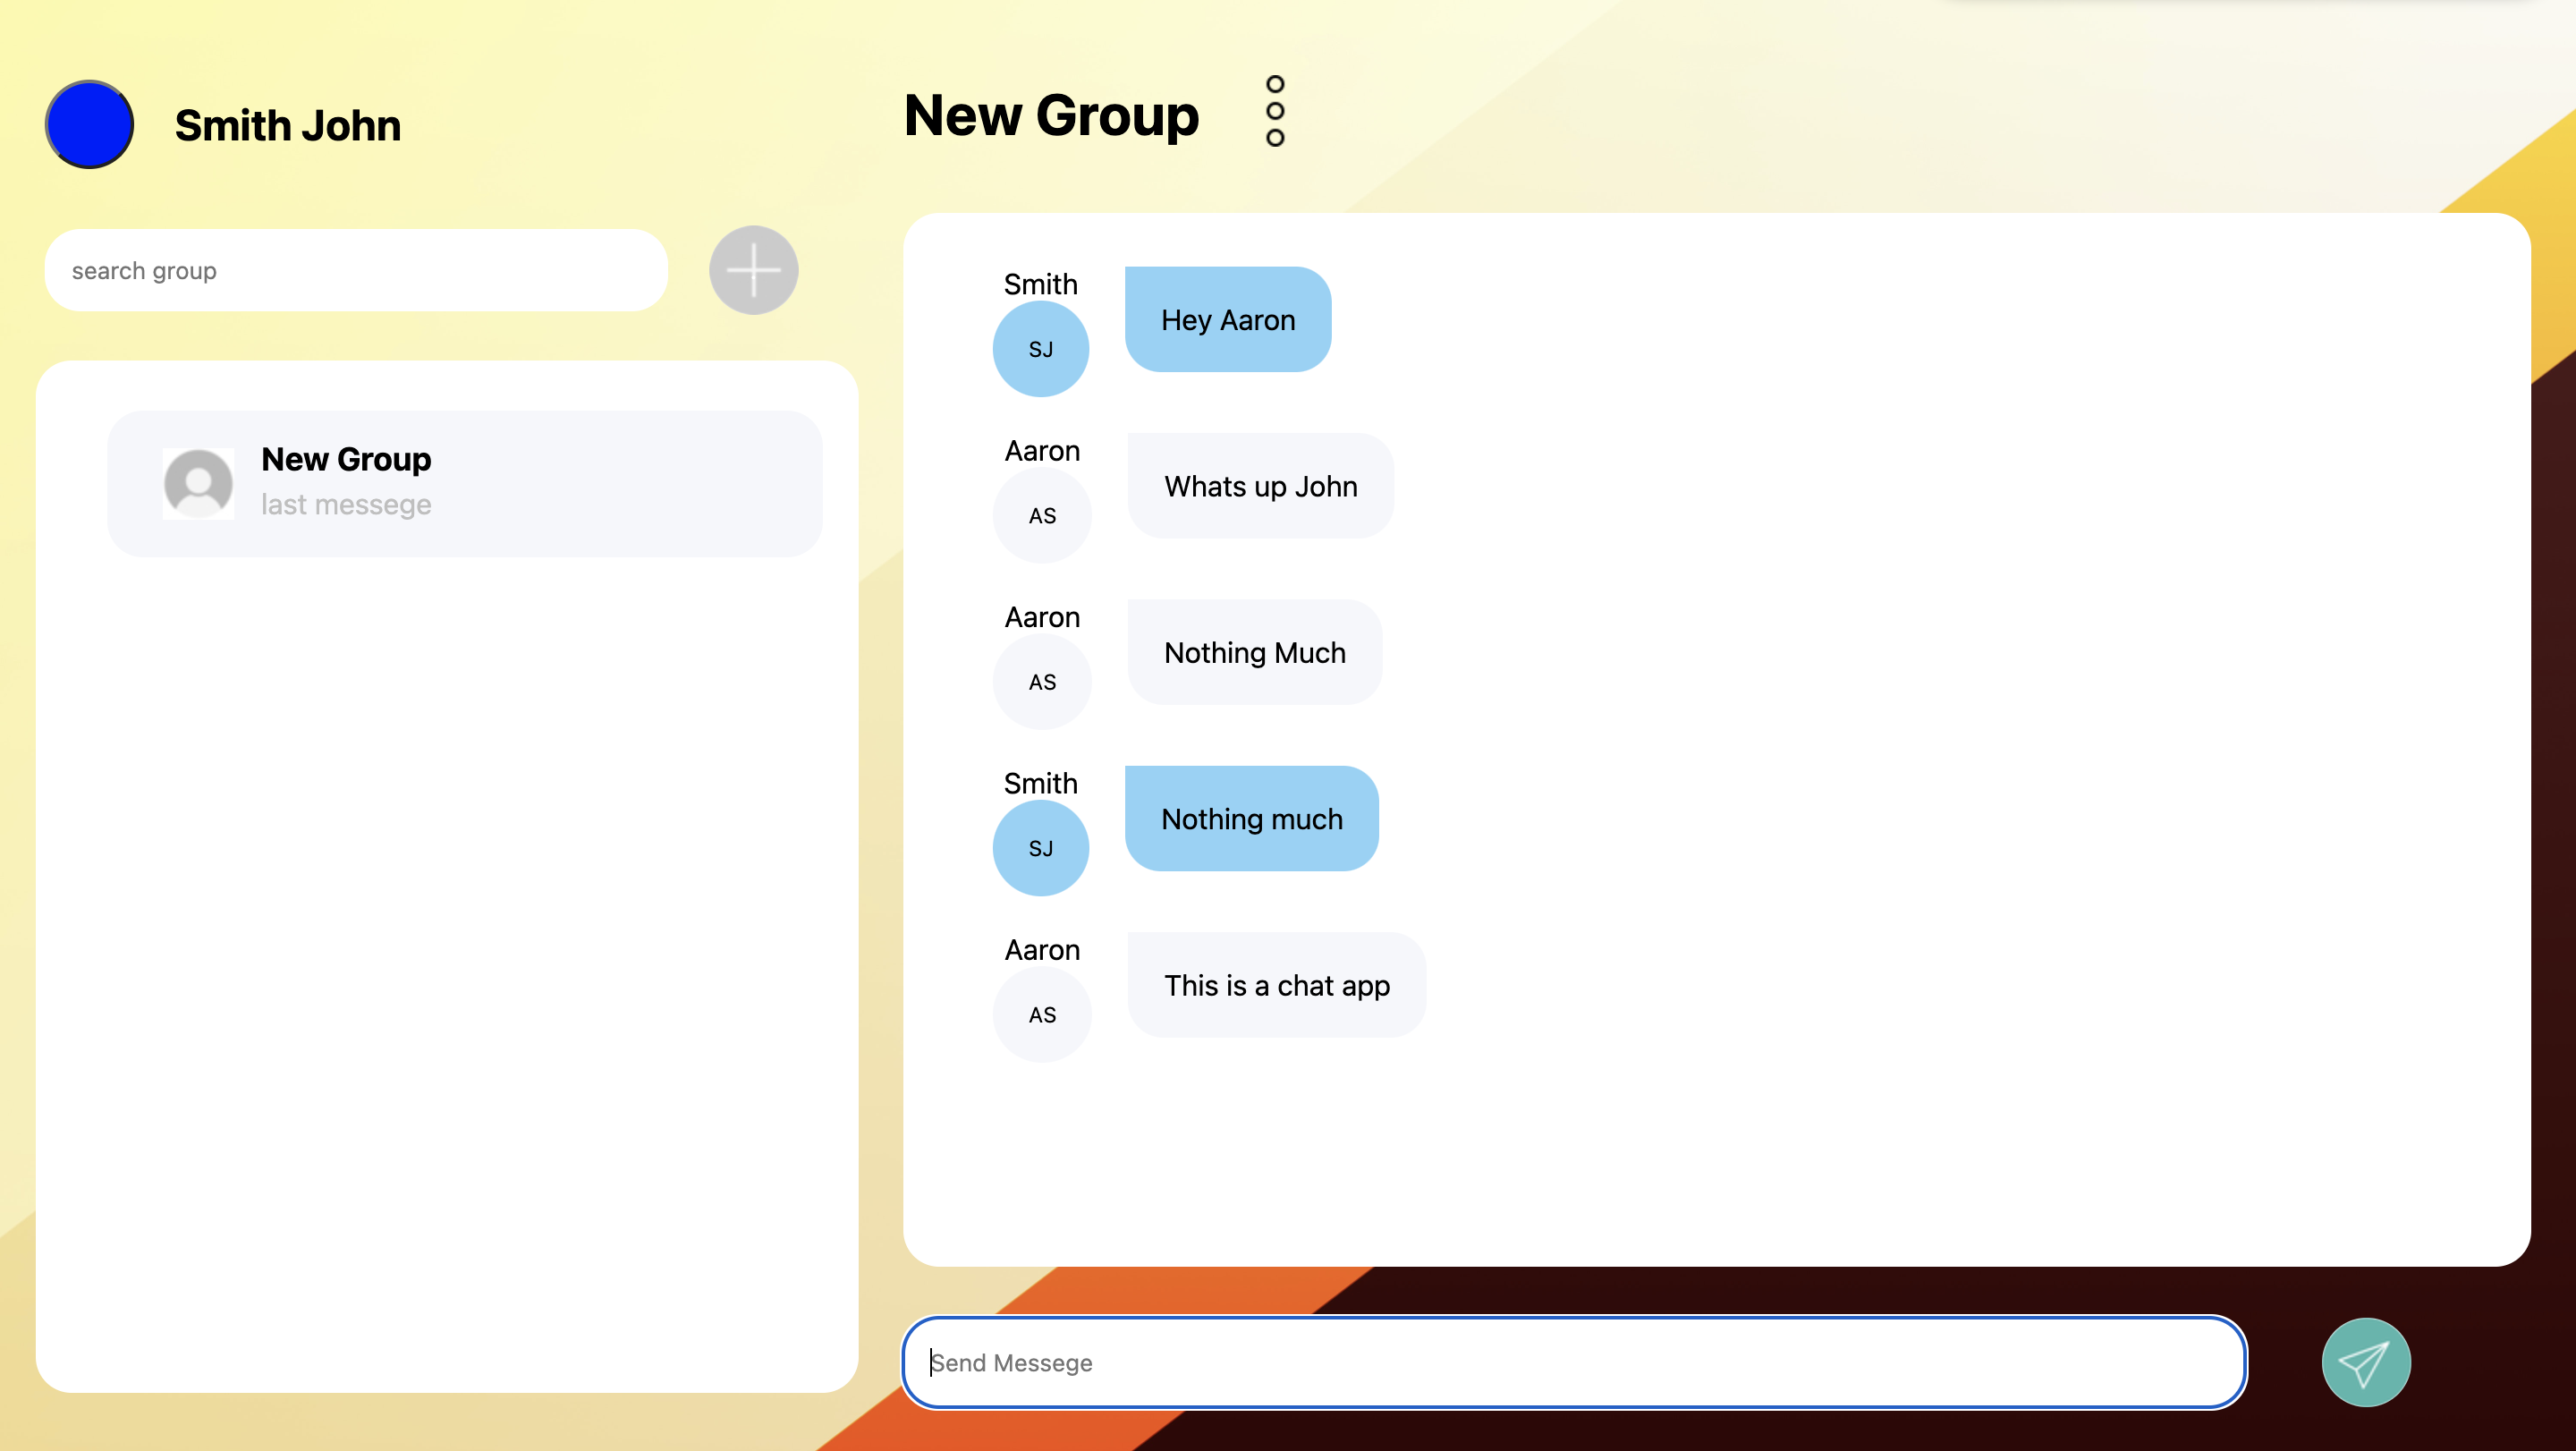 Smith John
search group
New Group
last messege
New Group
Smith
SJ
Hey Aaron
Aaron
AS
Whats up John
Aaron
AS
Nothing Much
Smith
SJ
Nothing much
Aaron
AS
This is a chat app
Send Messege